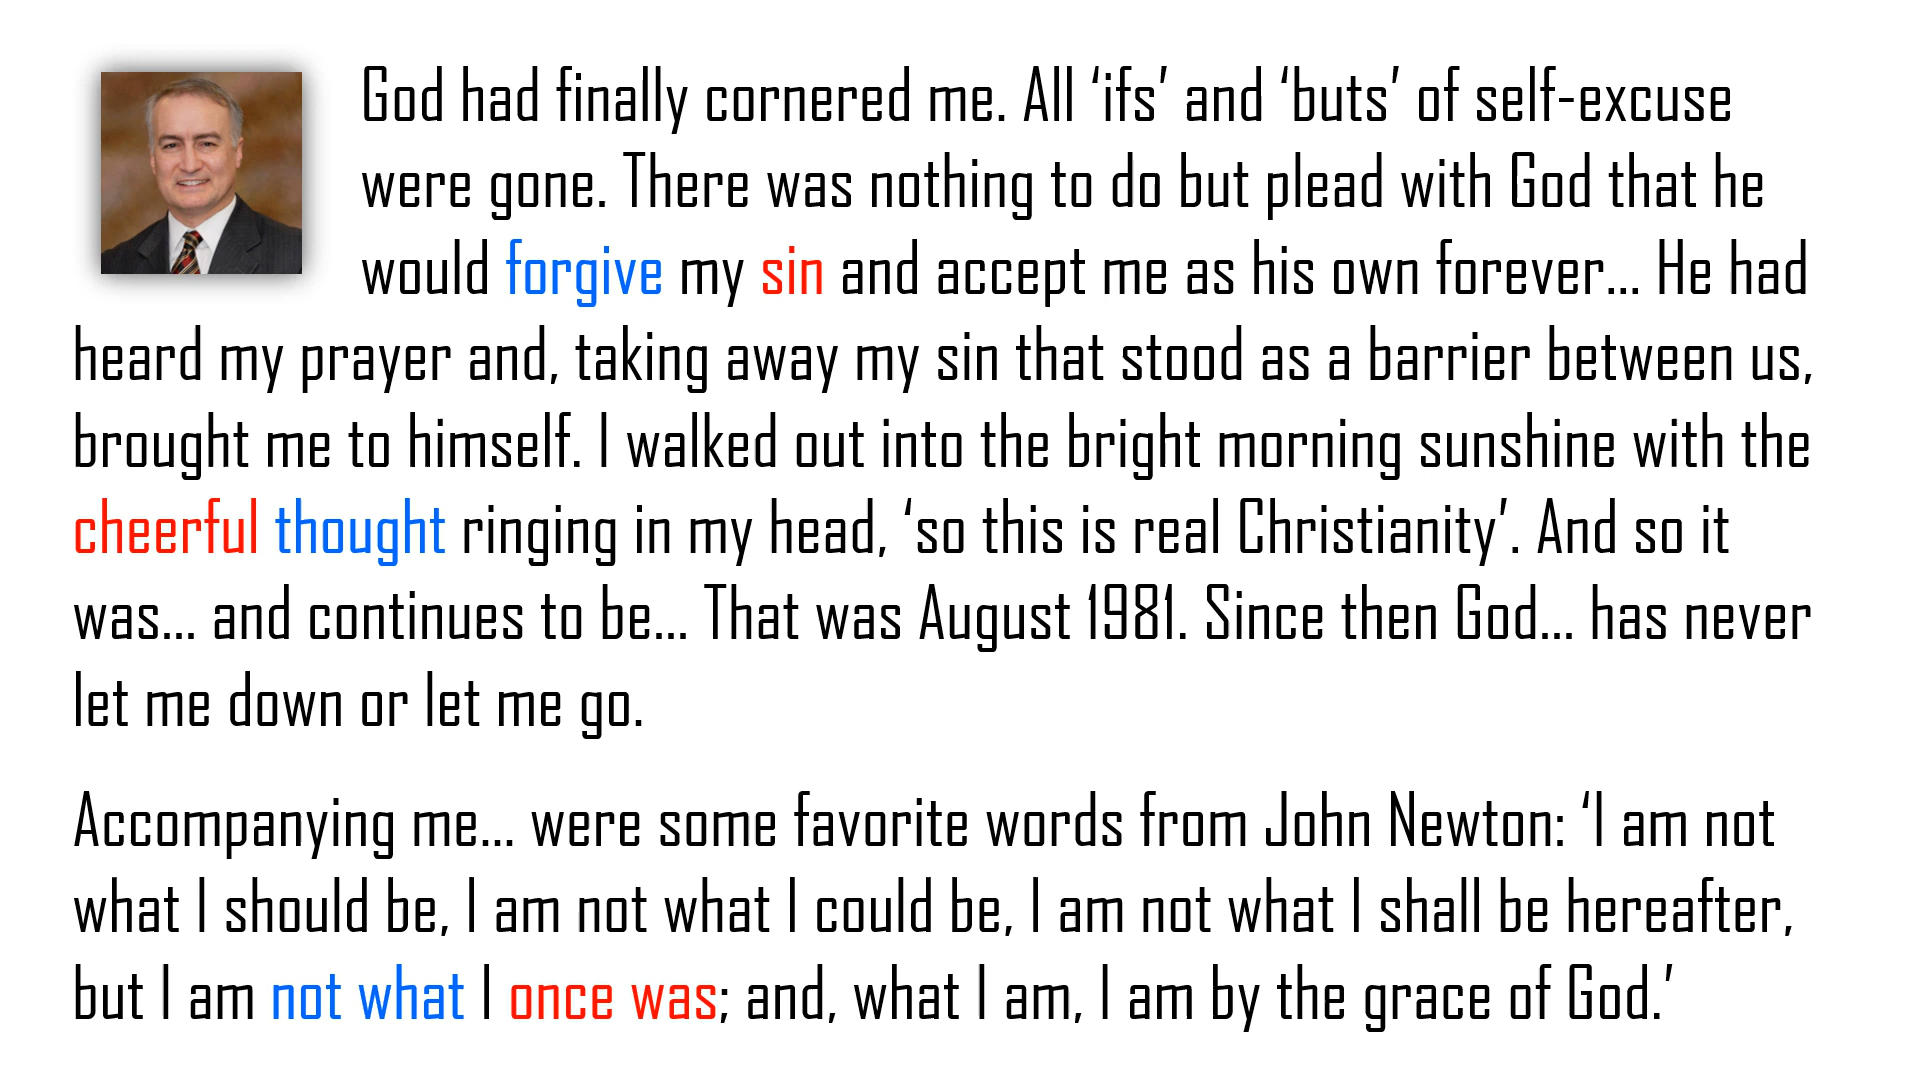 God had finally cornered me. All ‘ifs’ and ‘buts’ of self-excuse
were gone. There was nothing to do but plead with God that he
would forgive my sin and accept me as his own forever... He had
heard my prayer and, taking away my sin that stood as a barrier between us,
brought me to himself. I walked out into the bright morning sunshine with the
cheerful thought ringing in my head, ‘so this is real Christianity’. And so it
was... and continues to be... That was August 1981. Since then God... has never
let me down or let me go.
Accompanying me... were some favorite words from John Newton: ‘I am not
what I should be, I am not what I could be, I am not what I shall be hereafter,
but I am not what I once was; and, what I am, I am by the grace of God.’